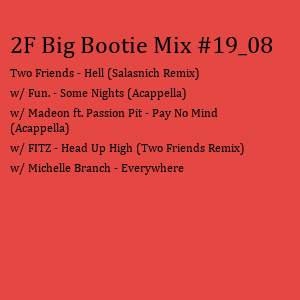 2F Big Bootie Mix #19_08
Two Friends - Hell (Salasnich Remix)
w/ Fun. - Some Nights (Acappella)
w/ Madeon ft. Passion Pit - Pay No Mind
(Acappella)
w/ FITZ - Head Up High (Two Friends Remix)
w/ Michelle Branch - Everywhere